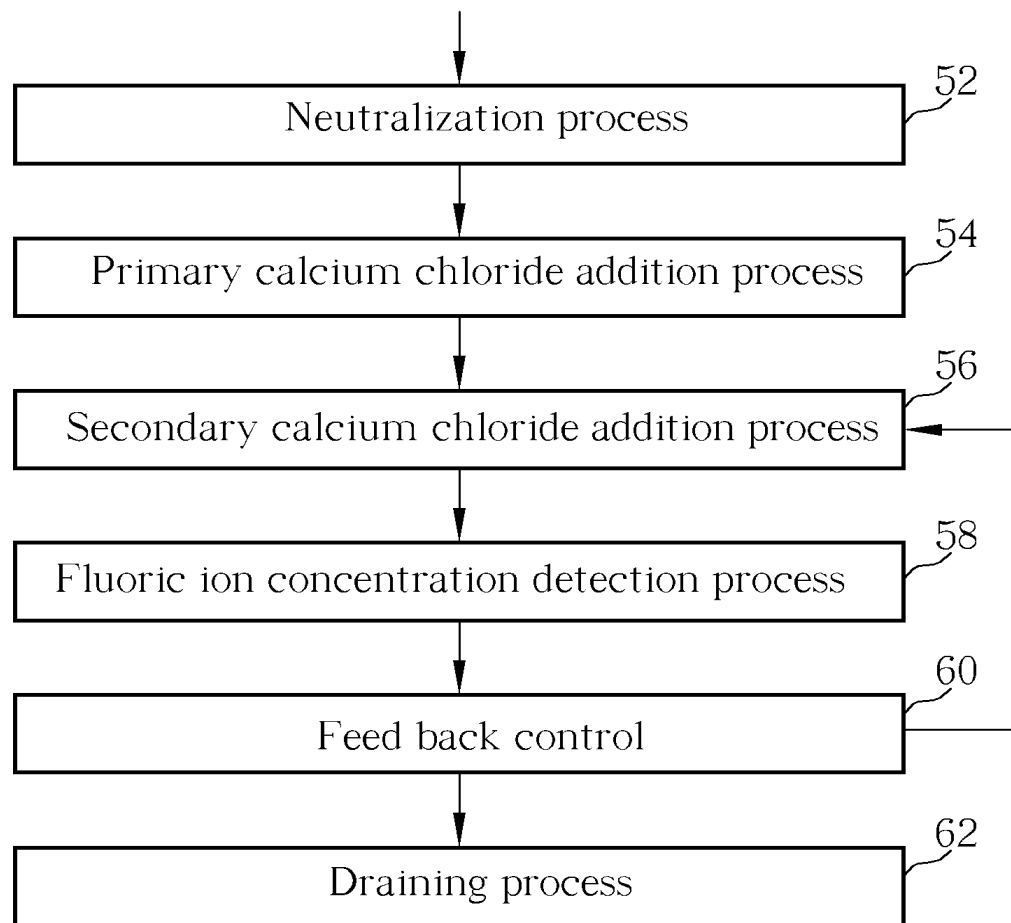 52
Neutralization process
54
Primary calcium chloride addition process
56
Secondary calcium chloride addition process
58
Fluoric ion concentration detection process
60
Feed back control
62
Draining process